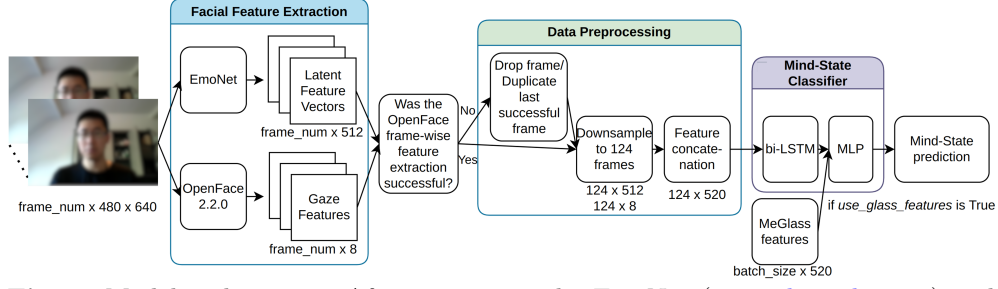 Facial Feature Extraction
Data Preprocessing
Mind-State
Classifier
EmoNet
Latent
Feature
Vectors
frame_num x 512
OpenFace
2.2.0
Gaze
Features
frame_num x 8
frame_num x 480 x 640
Was the
OpenFace
frame-wise
feature
extraction
successful?
No
Yes
Drop frame/
Duplicate
last
successful
frame
Downsample
to 124
frames
124 x 512
124 x 8
Feature
concate-
nation
124 x 520
bi-LSTM
MLP
Mind-State
prediction
if use_glass_features is True
MeGlass
features
batch_size x 520